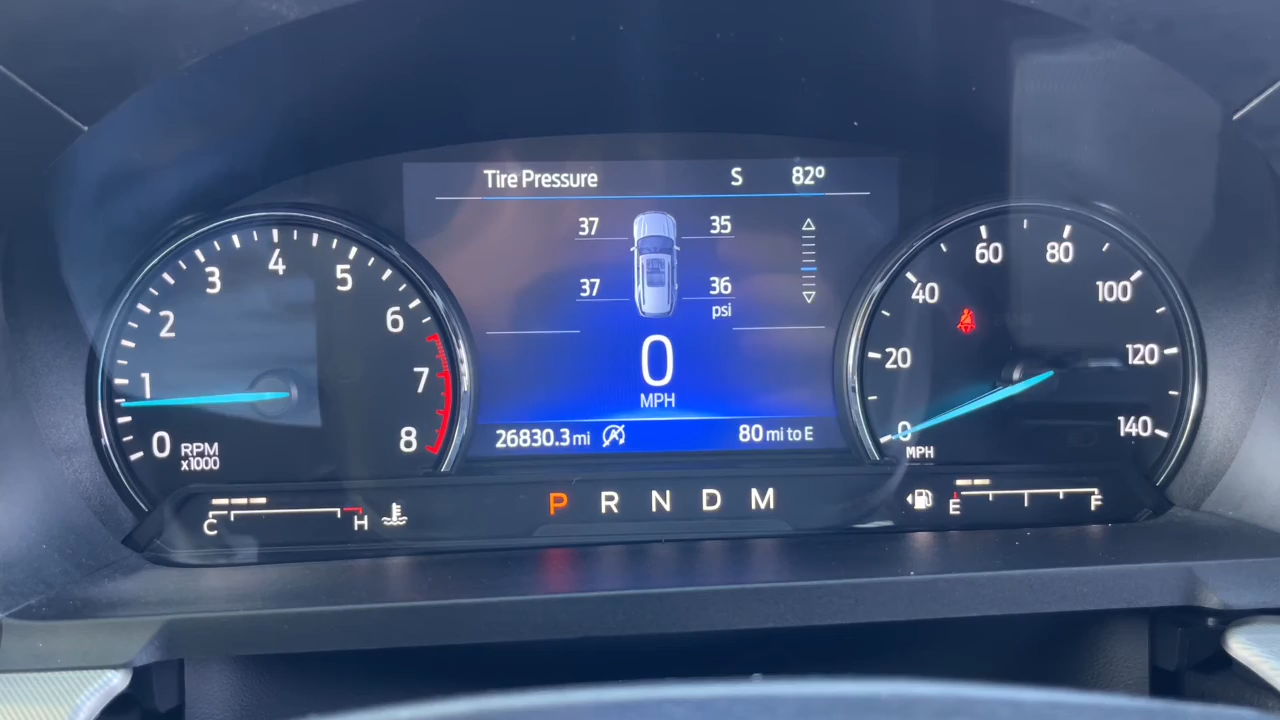 Tire Pressure S 82º
37 35
37 36
psi
0
MPH
26830.3 mi 80 mi to E
0 1 2 3 4 5 6 7 8
RPM
x1000
0 20 40 60 80 100 120 140
MPH
C H
P R N D M
E F